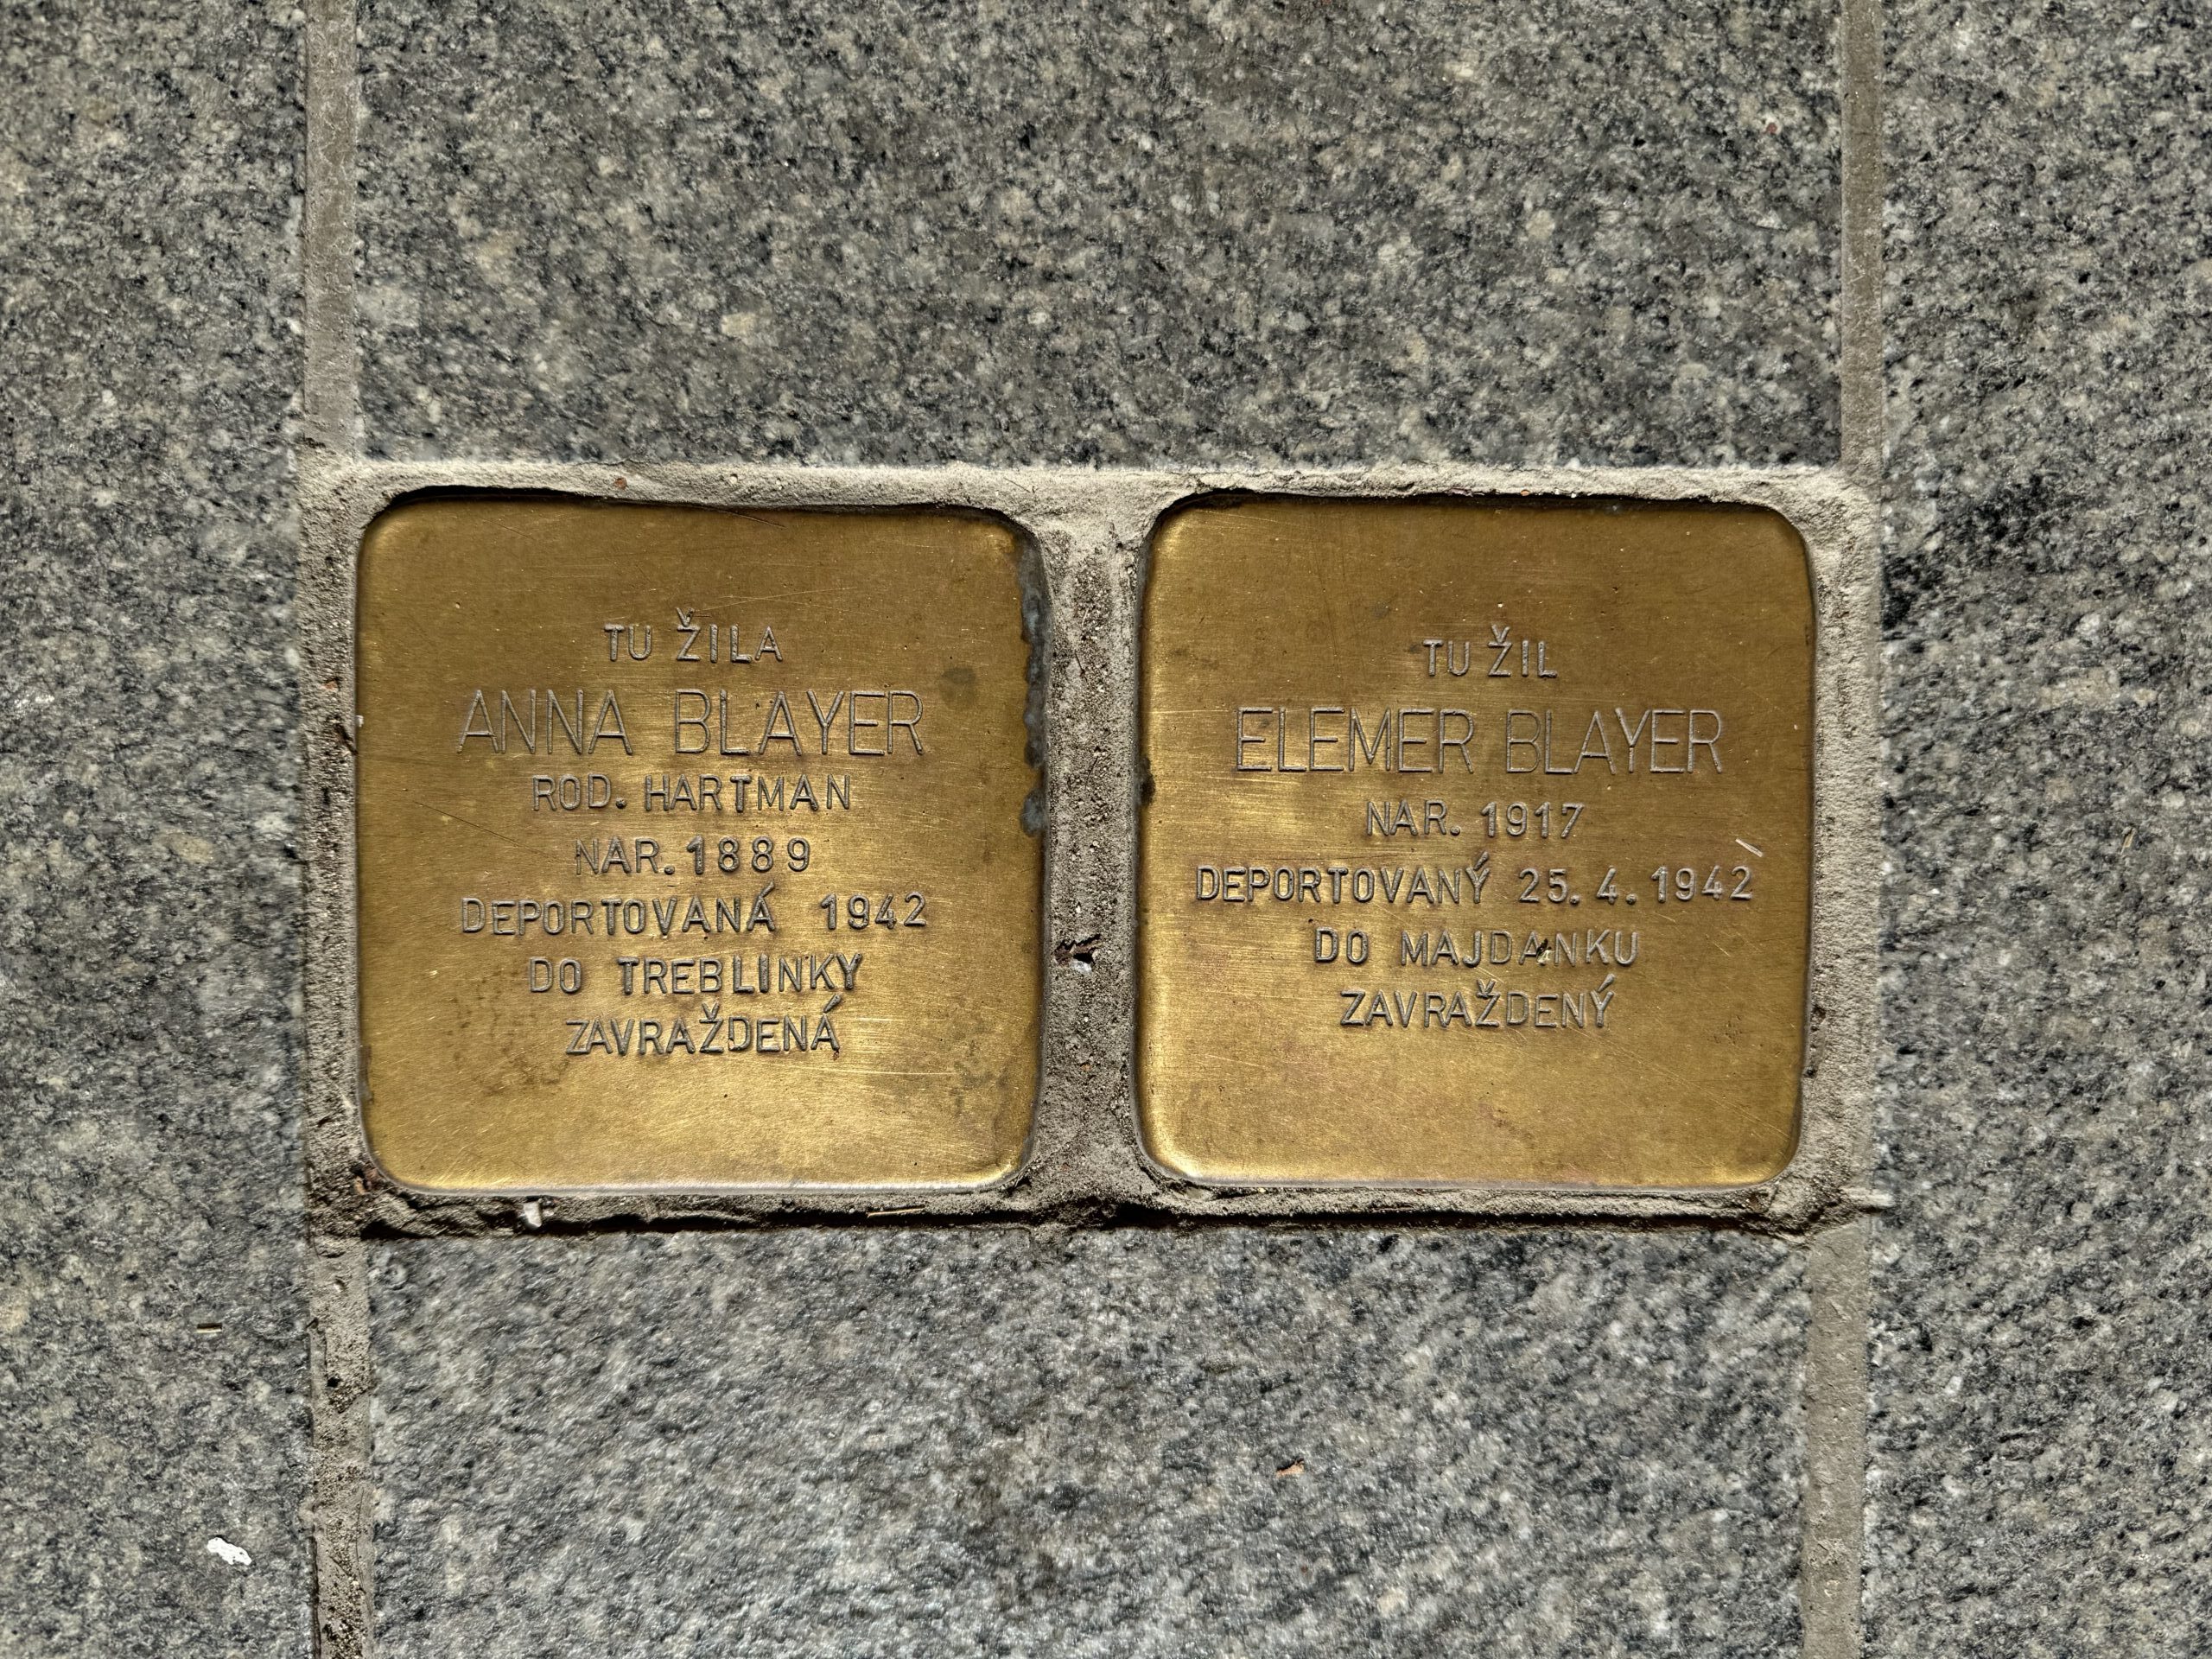 TU ŽILA
ANNA BLAYER
ROD. HARTMAN
NAR. 1889
DEPORTOVANÁ 1942
DO TREBLINKY
ZAVRAŽDENÁ
TU ŽIL
ELEMER BLAYER
NAR. 1917
DEPORTOVANÝ 25. 4. 1942
DO MAJDANKU
ZAVRAŽDENÝ